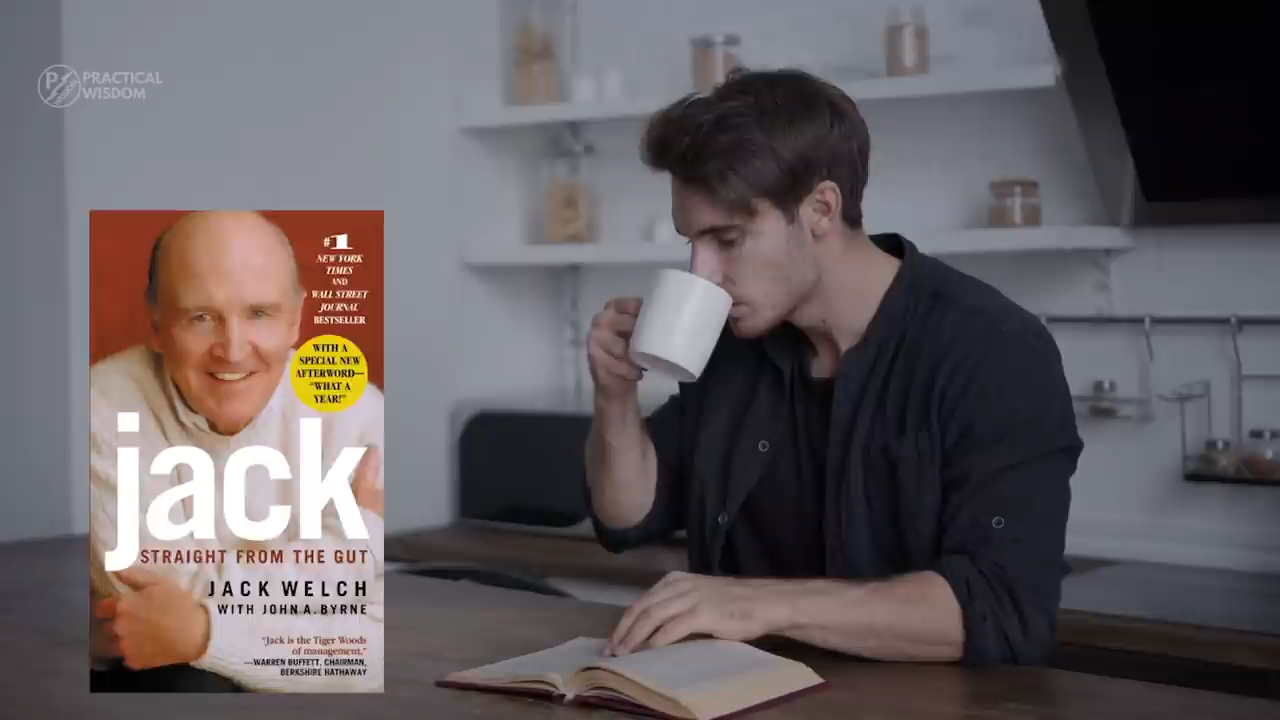 PRACTICAL
WISDOM
#1
NEW YORK
TIMES
AND
WALL STREET
JOURNAL
BESTSELLER
WITH A
SPECIAL NEW
AFTERWORD—
"WHAT A
YEAR!"
jack
STRAIGHT FROM THE GUT
JACK WELCH
WITH JOHN A. BYRNE
"Jack is the Tiger Woods
of management."
—WARREN BUFFETT, CHAIRMAN,
BERKSHIRE HATHAWAY